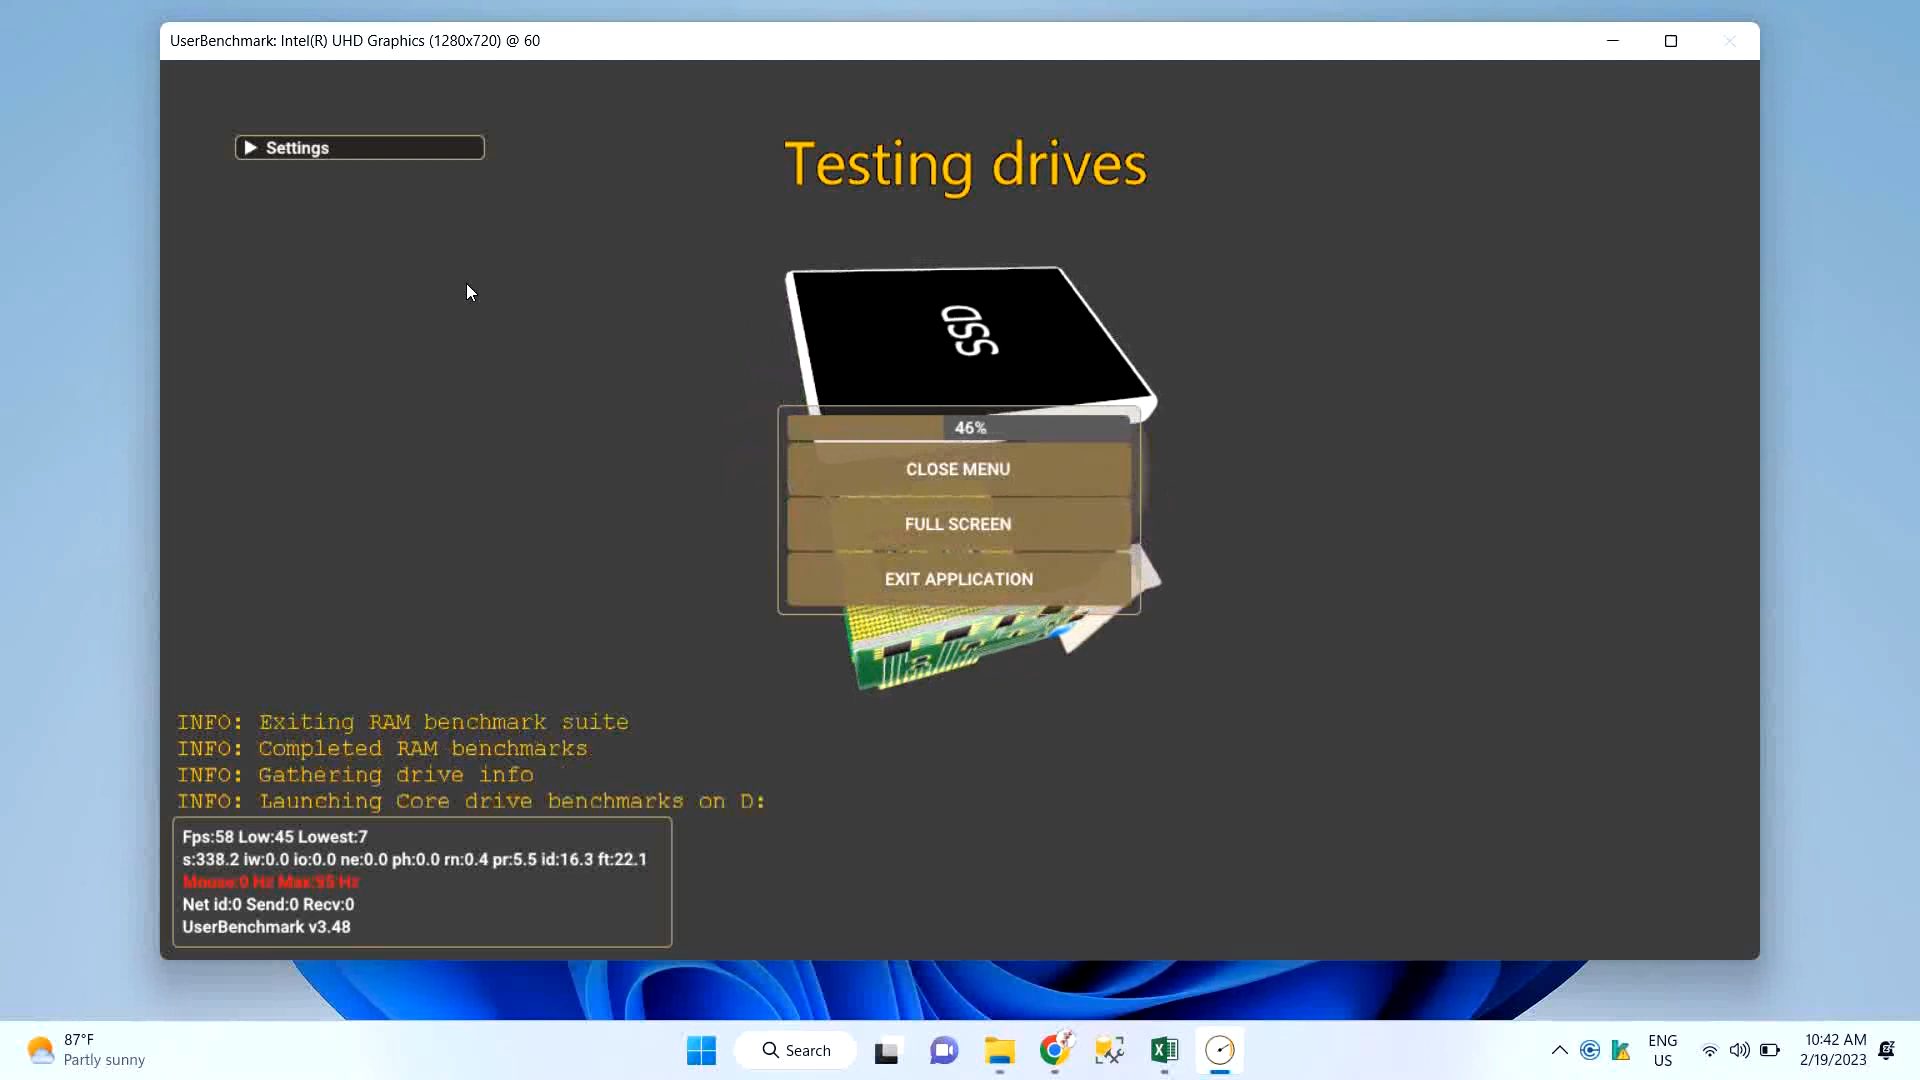 UserBenchmark: Intel(R) UHD Graphics (1280x720) @ 60
Settings
Testing drives
SSD
46%
CLOSE MENU
FULL SCREEN
EXIT APPLICATION
INFO: Exiting RAM benchmark suite
INFO: Completed RAM benchmarks
INFO: Gathering drive info
INFO: Launching Core drive benchmarks on D:
Fps:58 Low:45 Lowest:7
s:338.2 iw:0.0 io:0.0 ne:0.0 ph:0.0 rn:0.4 pr:5.5 id:16.3 ft:22.1
Mouse:0 Hz Max:95 Hz
Net id:0 Send:0 Recv:0
UserBenchmark v3.48
87°F
Partly sunny
Search
ENG
US
10:42 AM
2/19/2023